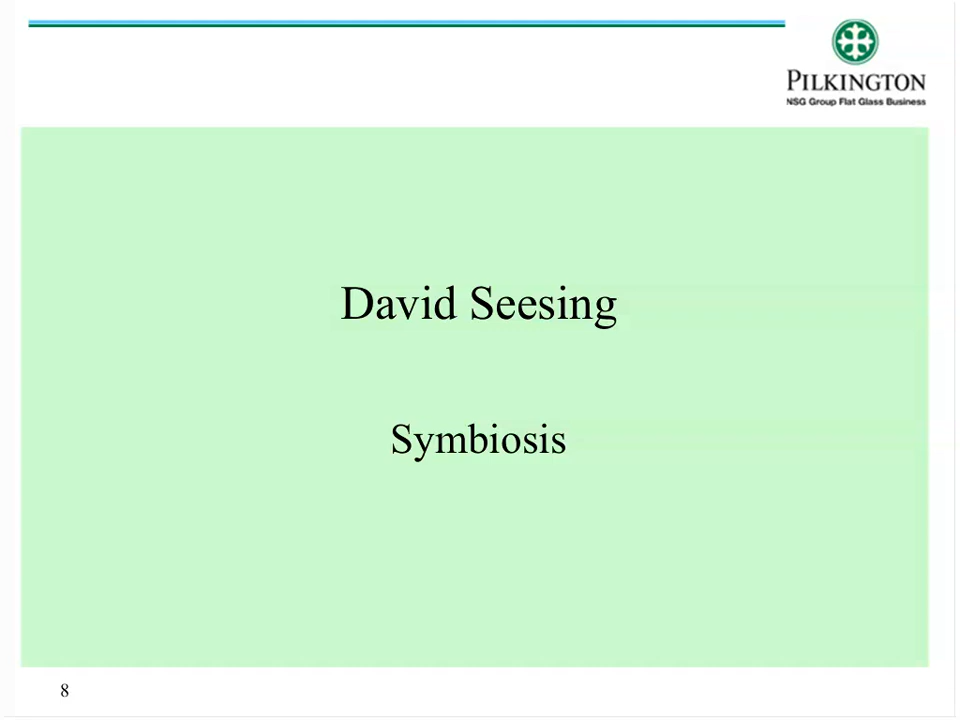 PILKINGTON
NSG Group Flat Glass Business
David Seesing
Symbiosis
8